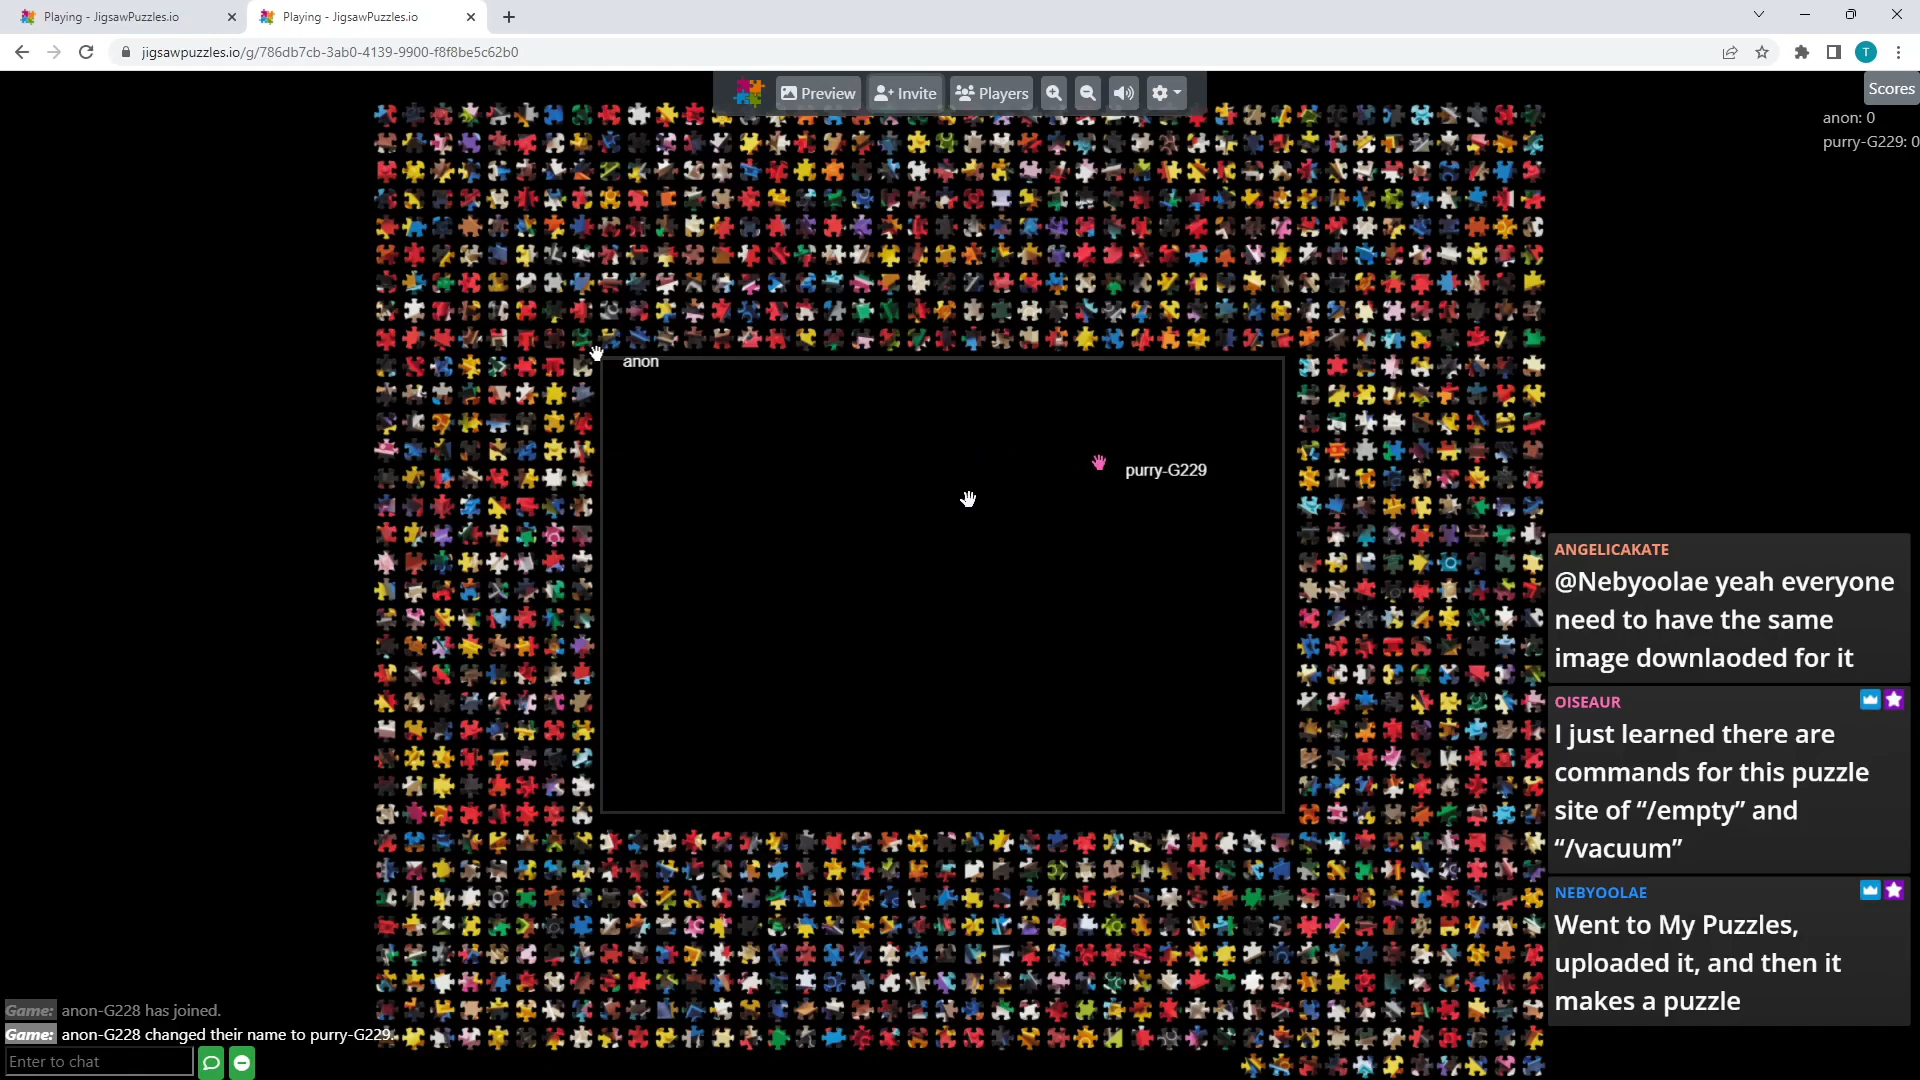 Playing - JigsawPuzzles.io
Playing - JigsawPuzzles.io
jigsawpuzzles.io/g/786db7cb-3ab0-4139-9900-f8f8be5c62b0
T
Preview
Invite
Players
Scores
anon: 0
purry-G229: 0
anon
purry-G229
ANGELICAKATE
@Nebyoolae yeah everyone
need to have the same
image downlaoded for it
OISEAUR
I just learned there are
commands for this puzzle
site of “/empty” and
“/vacuum”
NEBYOOLAE
Went to My Puzzles,
uploaded it, and then it
makes a puzzle
Game: anon-G228 has joined.
Game: anon-G228 changed their name to purry-G229.
Enter to chat